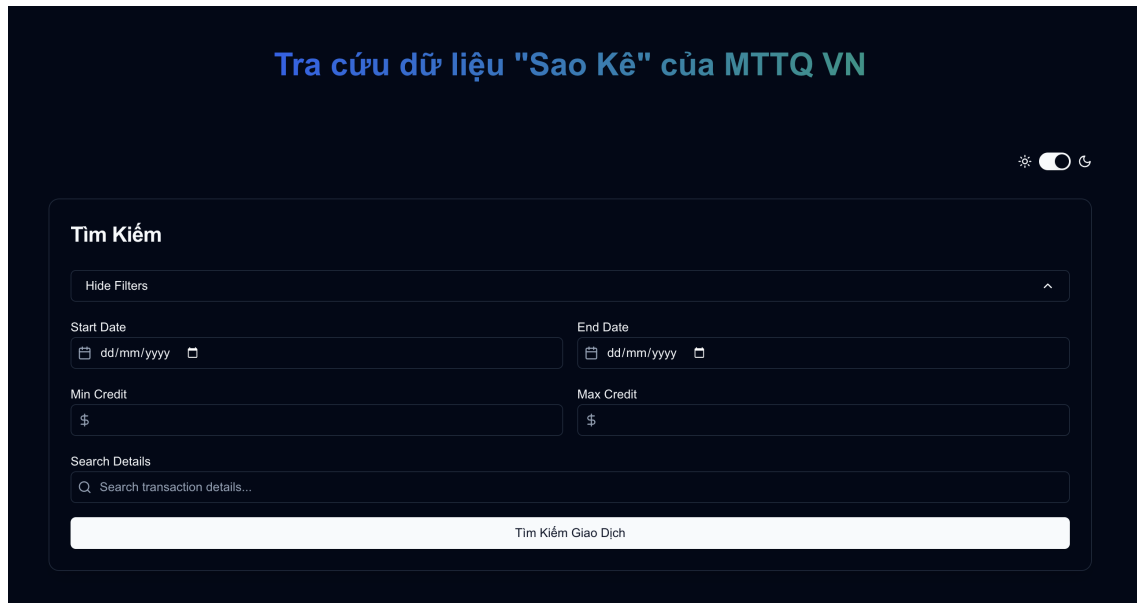 Tra cứu dữ liệu "Sao Kê" của MTTQ VN
Tìm Kiếm
Hide Filters
Start Date
End Date
dd/mm/yyyy
dd/mm/yyyy
Min Credit
Max Credit
$
$
Search Details
Search transaction details...
Tìm Kiếm Giao Dịch